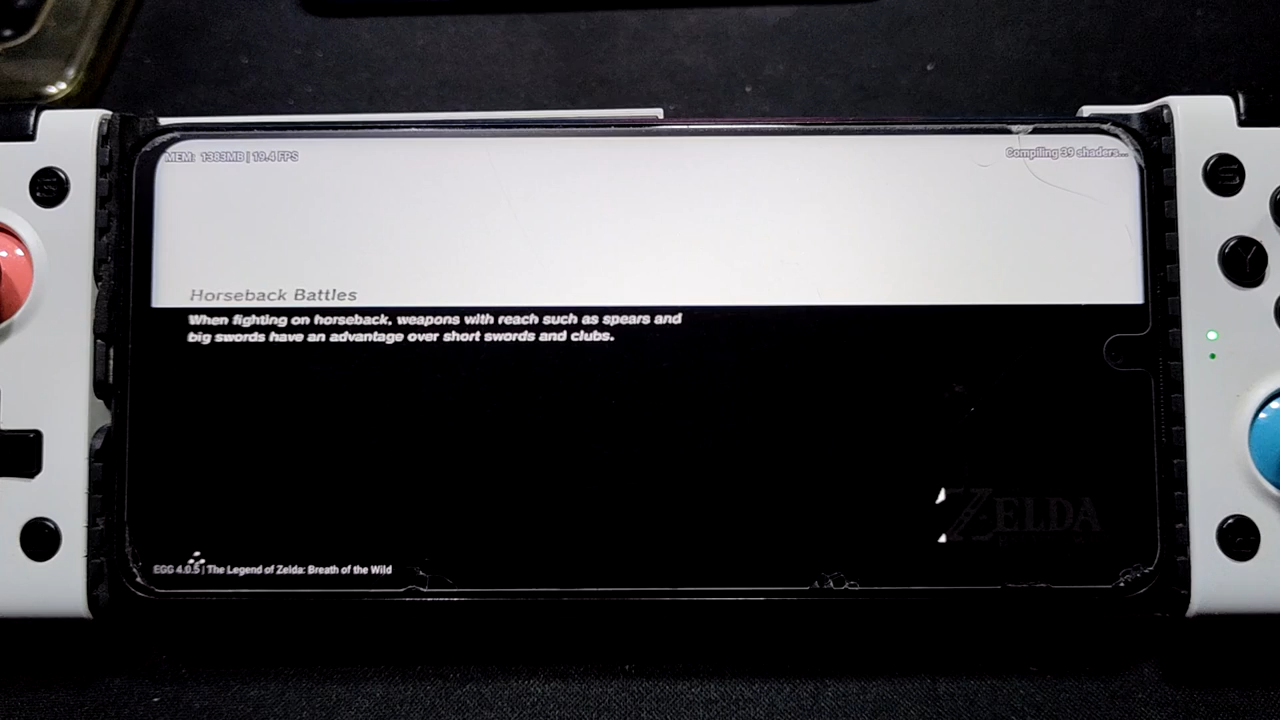 MEM: 1383MB | 19.4 FPS
Compiling 39 shaders...
Horseback Battles
When fighting on horseback, weapons with reach such as spears and
big swords have an advantage over short swords and clubs.
ZELDA
EGG 4.0.5 | The Legend of Zelda: Breath of the Wild
Y